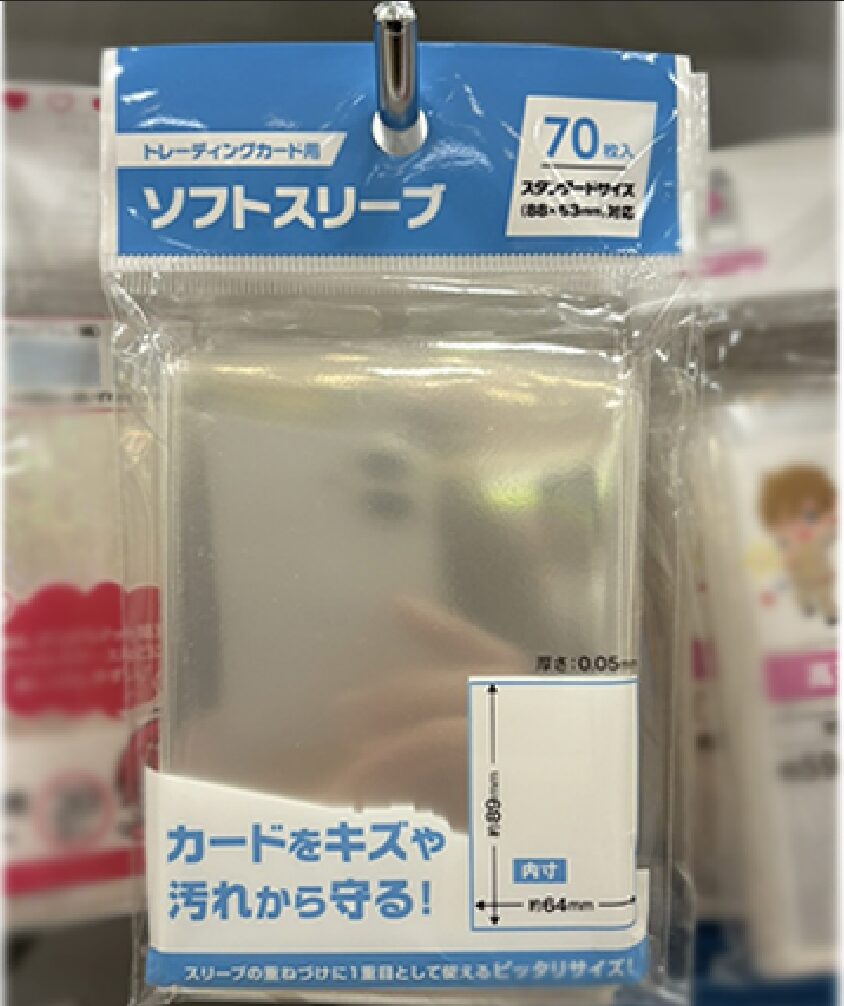 トレーディングカード用
ソフトスリーブ
70枚入
スタンダードサイズ
(88×63mm)対応
厚さ:0.05mm
約89mm
内寸
約64mm
カードをキズや
汚れから守る!
スリーブの重ねづけに1重目として使えるピッタリサイズ!